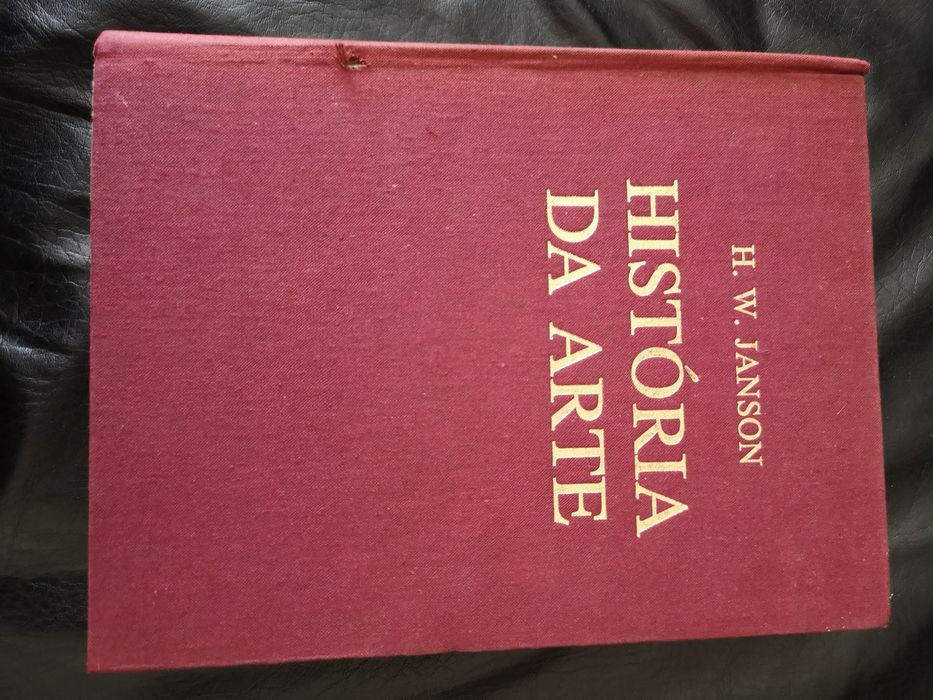 H. W. JANSON
HISTÓRIA
DA ARTE